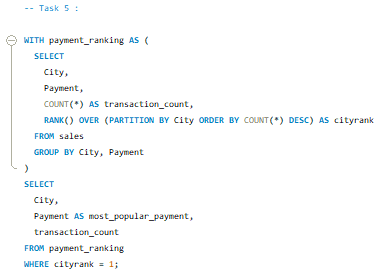 -- Task 5 :
WITH payment_ranking AS (
SELECT
City,
Payment,
COUNT(*) AS transaction_count,
RANK() OVER (PARTITION BY City ORDER BY COUNT(*) DESC) AS cityrank
FROM sales
GROUP BY City, Payment
)
SELECT
City,
Payment AS most_popular_payment,
transaction_count
FROM payment_ranking
WHERE cityrank = 1;